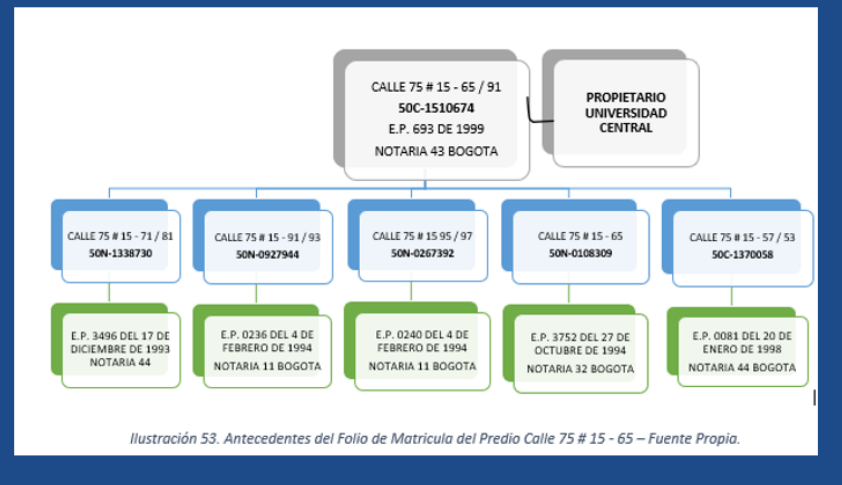 CALLE 75 # 15 - 65 / 91
50C-1510674
E.P. 693 DE 1999
NOTARIA 43 BOGOTA
PROPIETARIO
UNIVERSIDAD
CENTRAL
CALLE 75 # 15 - 71 / 81
50N-1338730
CALLE 75 # 15 - 91 / 93
50N-0927944
CALLE 75 # 15 95 / 97
50N-0267392
CALLE 75 # 15 - 65
50N-0108309
CALLE 75 # 15 - 57 / 53
50C-1370058
E.P. 3496 DEL 17 DE
DICIEMBRE DE 1993
NOTARIA 44
E.P. 0236 DEL 4 DE
FEBRERO DE 1994
NOTARIA 11 BOGOTA
E.P. 0240 DEL 4 DE
FEBRERO DE 1994
NOTARIA 11 BOGOTA
E.P. 3752 DEL 27 DE
OCTUBRE DE 1994
NOTARIA 32 BOGOTA
E.P. 0081 DEL 20 DE
ENERO DE 1998
NOTARIA 44 BOGOTA
Ilustración 53. Antecedentes del Folio de Matricula del Predio Calle 75 # 15 - 65 – Fuente Propia.